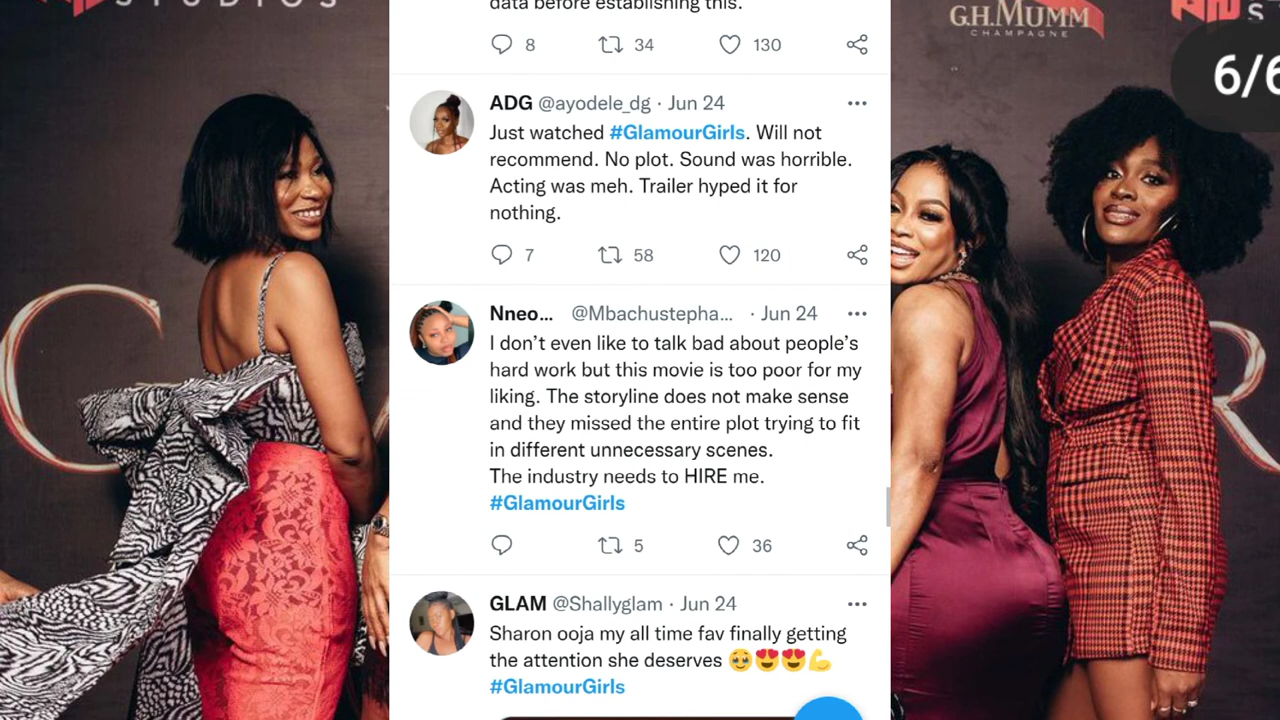 STUDIOS
G.H.MUMM
CHAMPAGNE
6/6
data before establishing this.
8 34 130
ADG @ayodele_dg · Jun 24
Just watched #GlamourGirls. Will not
recommend. No plot. Sound was horrible.
Acting was meh. Trailer hyped it for
nothing.
7 58 120
Nneo... @Mbachustepha... · Jun 24
I don’t even like to talk bad about people’s
hard work but this movie is too poor for my
liking. The storyline does not make sense
and they missed the entire plot trying to fit
in different unnecessary scenes.
The industry needs to HIRE me.
#GlamourGirls
5 36
GLAM @Shallyglam · Jun 24
Sharon ooja my all time fav finally getting
the attention she deserves 🥹😍😍💪
#GlamourGirls
G
R